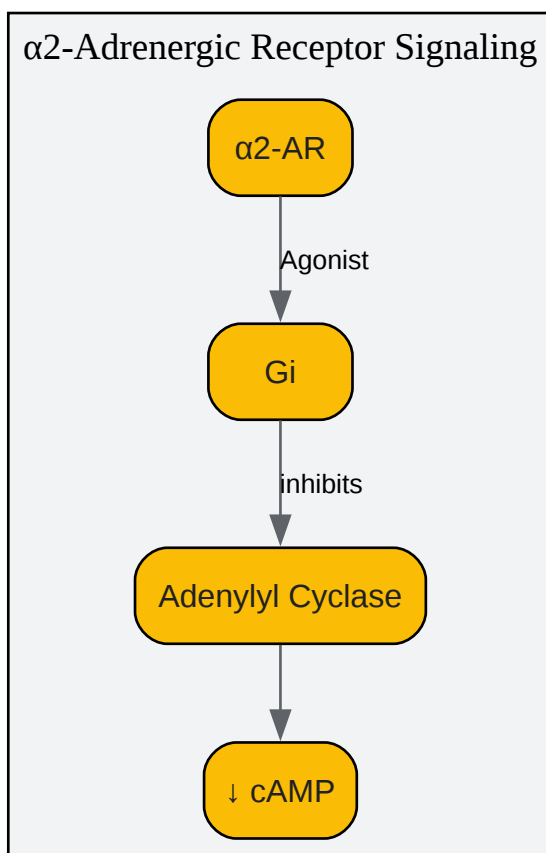 α2-Adrenergic Receptor Signaling
α2-AR
Agonist
Gi
inhibits
Adenylyl Cyclase
↓ cAMP